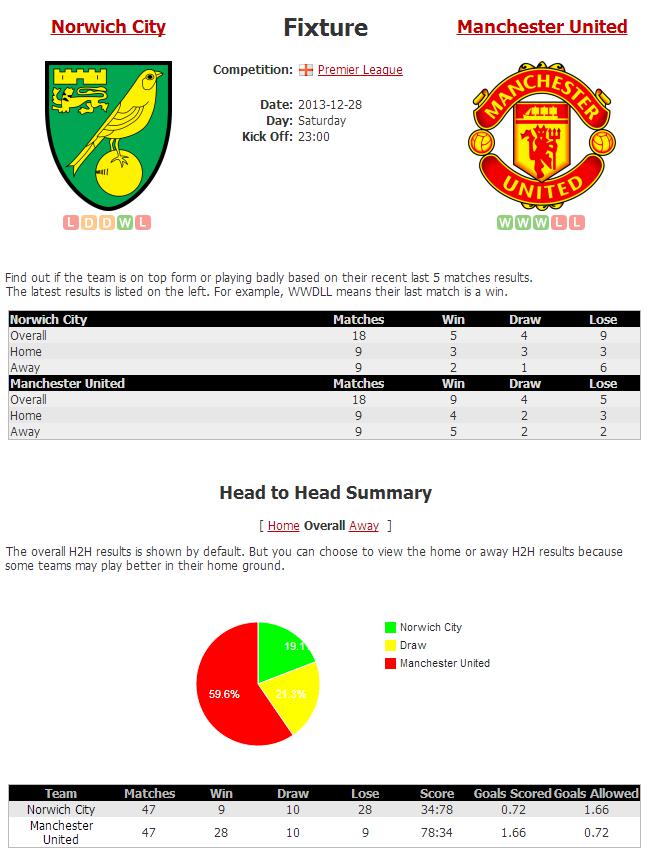 Norwich City
Fixture
Manchester United
Competition: Premier League
Date: 2013-12-28
Day: Saturday
Kick Off: 23:00
MANCHESTER
UNITED
L D D W L
W W W L L
Find out if the team is on top form or playing badly based on their recent last 5 matches results.
The latest results is listed on the left. For example, WWDLL means their last match is a win.
Norwich City Matches Win Draw Lose
Overall 18 5 4 9
Home 9 3 3 3
Away 9 2 1 6
Manchester United Matches Win Draw Lose
Overall 18 9 4 5
Home 9 4 2 3
Away 9 5 2 2
Head to Head Summary
[ Home Overall Away ]
The overall H2H results is shown by default. But you can choose to view the home or away H2H results because
some teams may play better in their home ground.
Norwich City
Draw
Manchester United
19.1
59.6%
21.3%
Team Matches Win Draw Lose Score Goals Scored Goals Allowed
Norwich City 47 9 10 28 34:78 0.72 1.66
Manchester
United 47 28 10 9 78:34 1.66 0.72